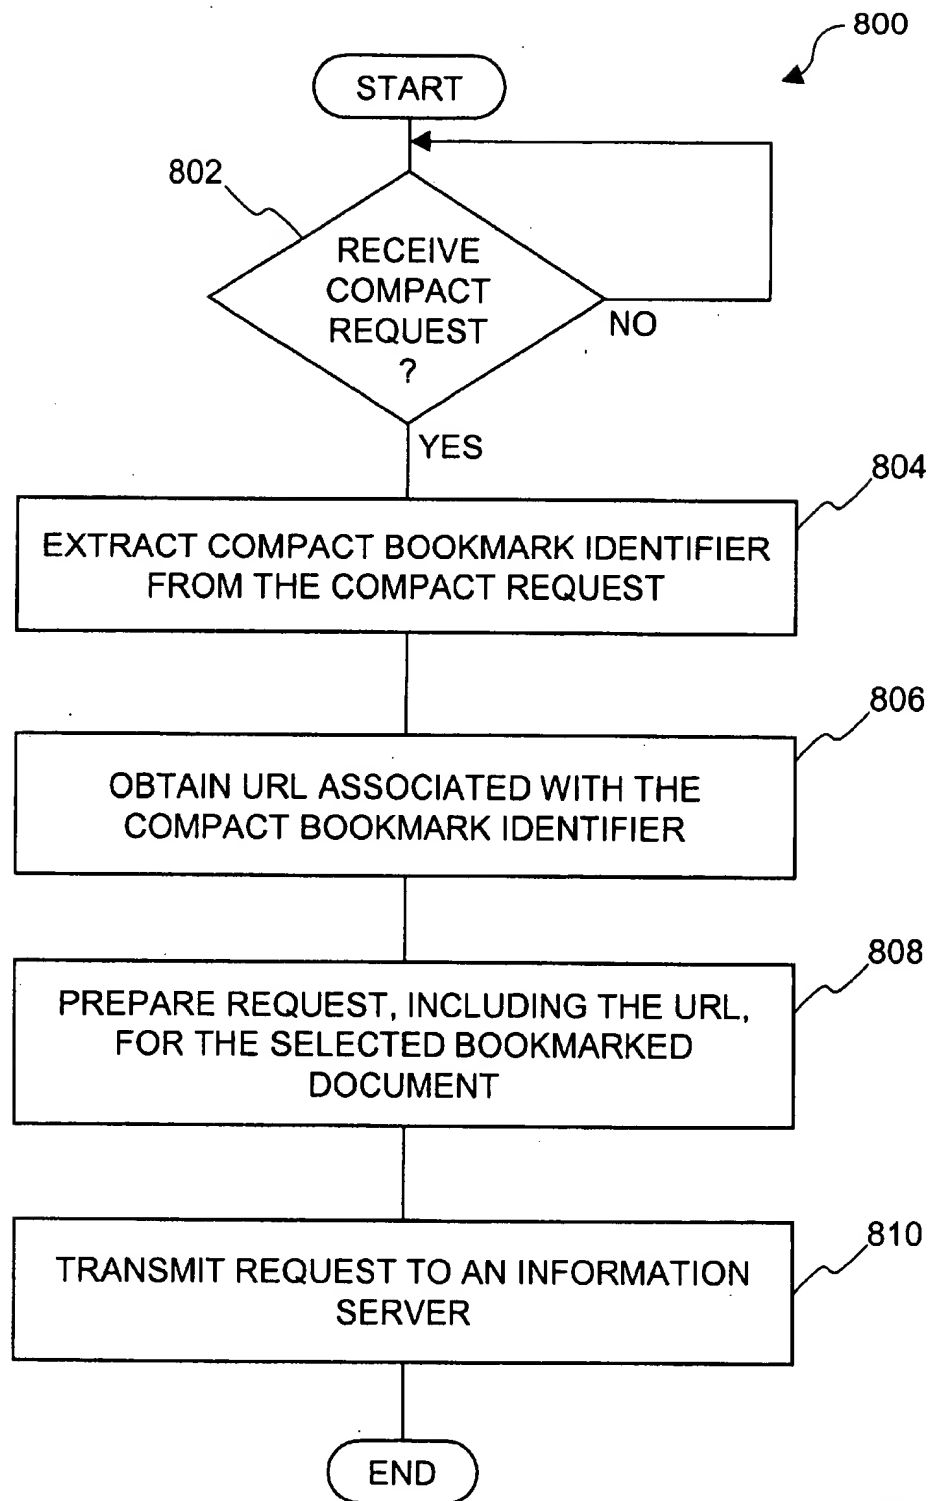 800
START
802
RECEIVE
COMPACT
REQUEST
?
NO
YES
804
EXTRACT COMPACT BOOKMARK IDENTIFIER
FROM THE COMPACT REQUEST
806
OBTAIN URL ASSOCIATED WITH THE
COMPACT BOOKMARK IDENTIFIER
808
PREPARE REQUEST, INCLUDING THE URL,
FOR THE SELECTED BOOKMARKED
DOCUMENT
810
TRANSMIT REQUEST TO AN INFORMATION
SERVER
END